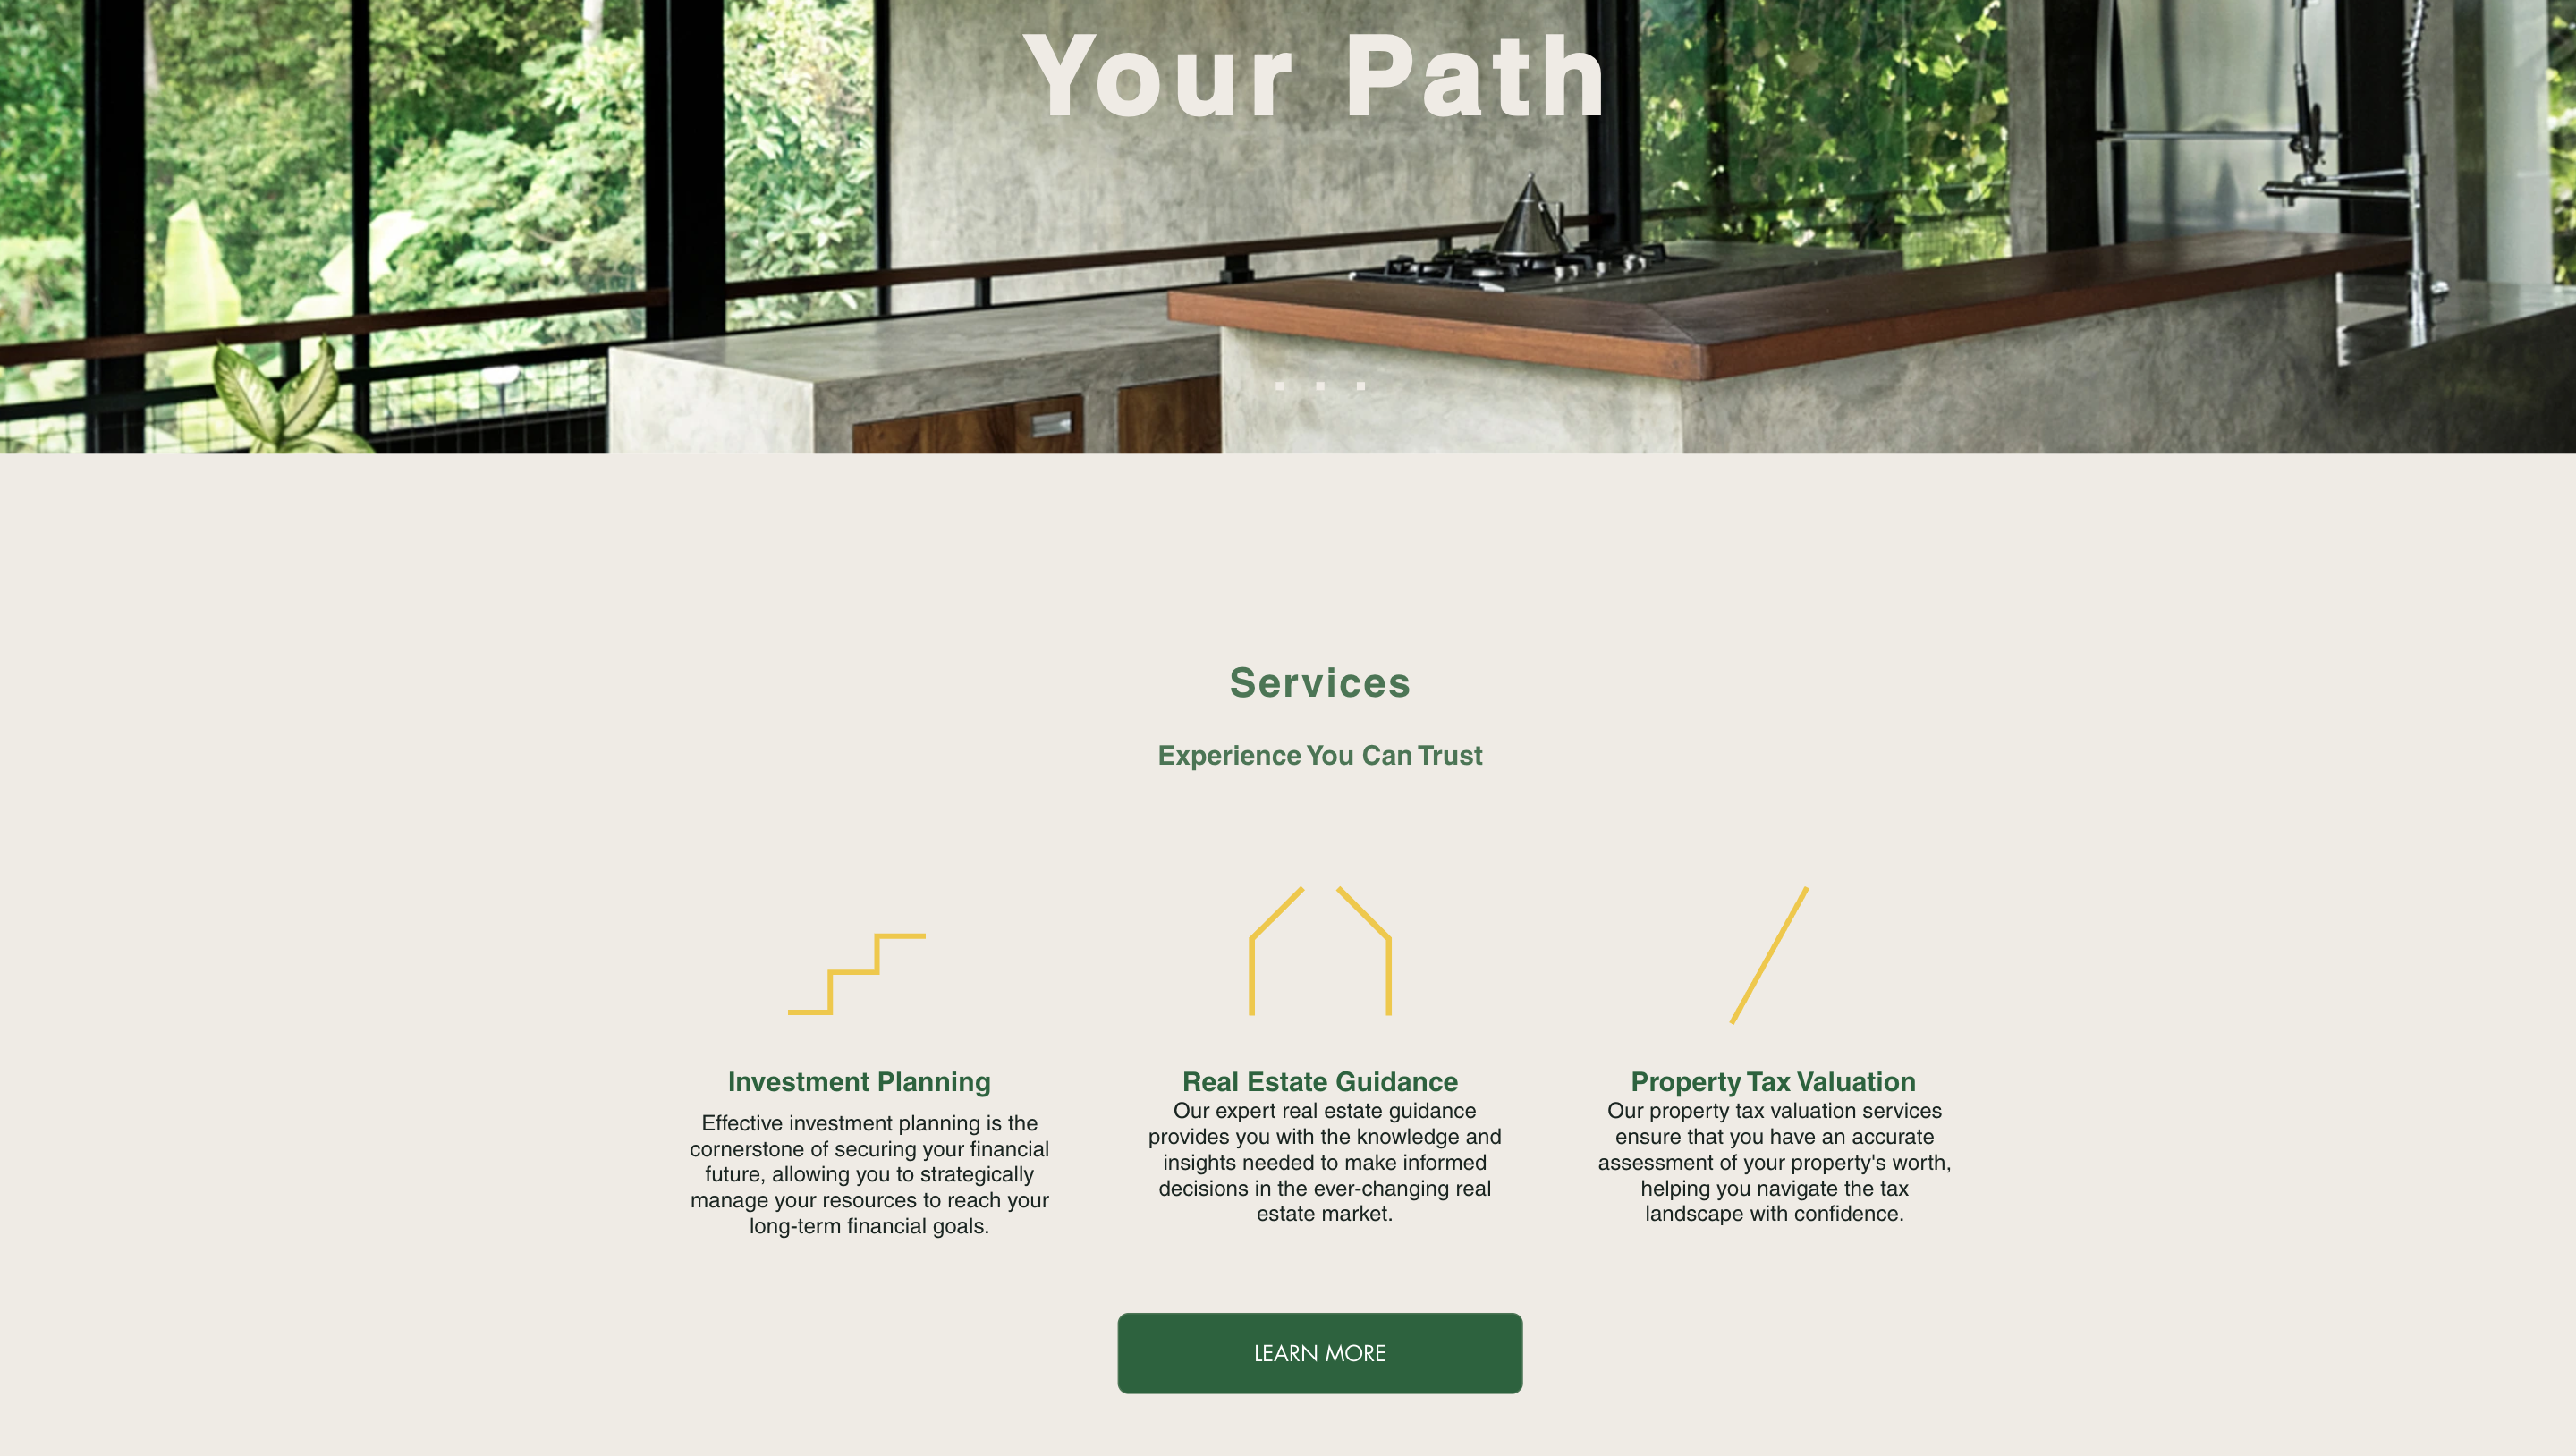 Your Path
Services
Experience You Can Trust
Investment Planning
Effective investment planning is the
cornerstone of securing your financial
future, allowing you to strategically
manage your resources to reach your
long-term financial goals.
Real Estate Guidance
Our expert real estate guidance
provides you with the knowledge and
insights needed to make informed
decisions in the ever-changing real
estate market.
Property Tax Valuation
Our property tax valuation services
ensure that you have an accurate
assessment of your property's worth,
helping you navigate the tax
landscape with confidence.
LEARN MORE